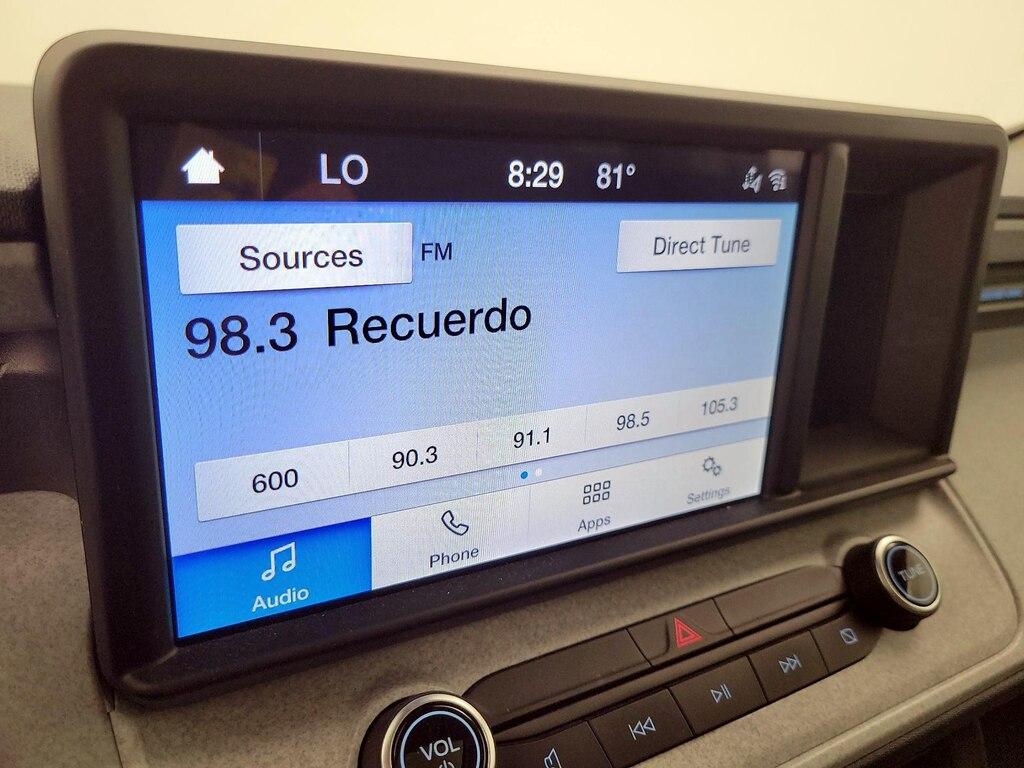 LO 8:29 81°
Sources FM Direct Tune
98.3 Recuerdo
600 90.3 91.1 98.5 105.3
Audio Phone Apps Settings
TUNE
VOL